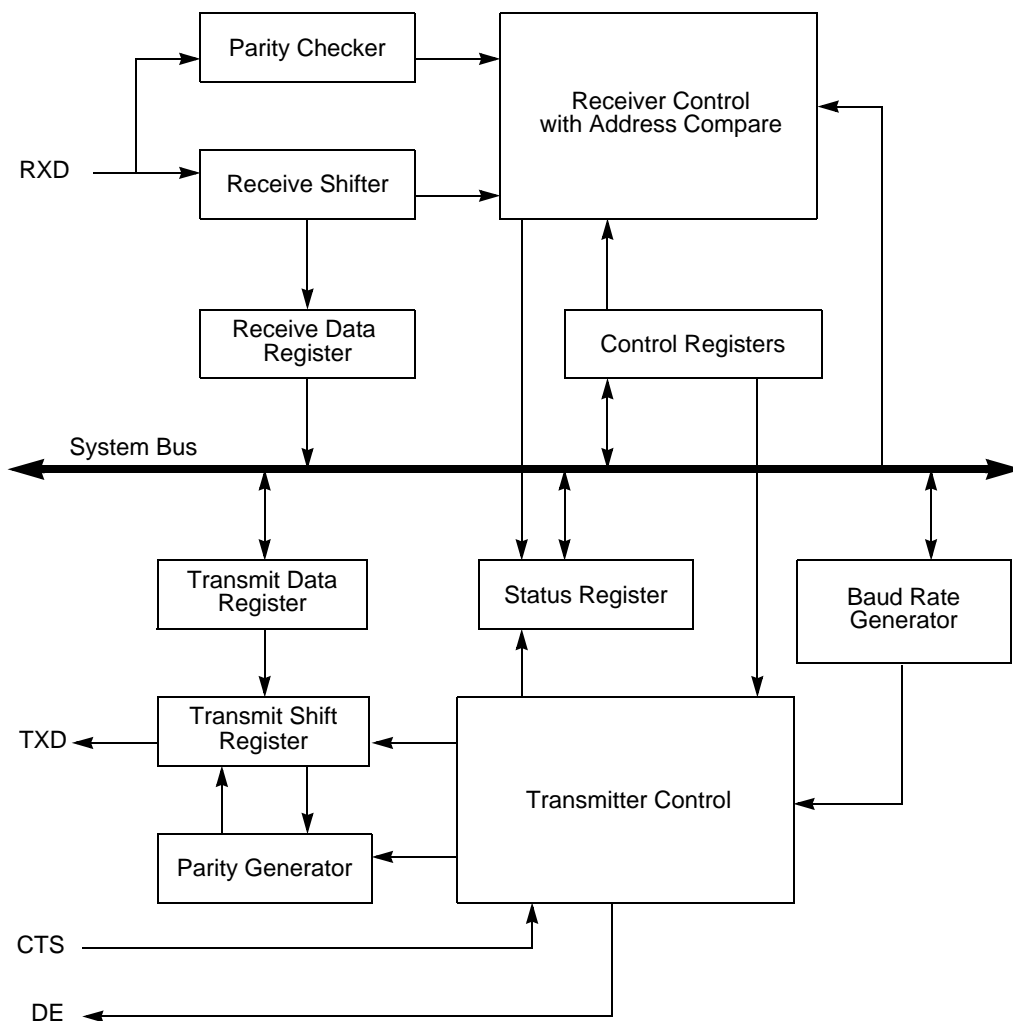 Parity Checker
Receiver Control
with Address Compare
RXD
Receive Shifter
Receive Data
Register
Control Registers
System Bus
Transmit Data
Register
Status Register
Baud Rate
Generator
Transmit Shift
Register
TXD
Transmitter Control
Parity Generator
CTS
DE